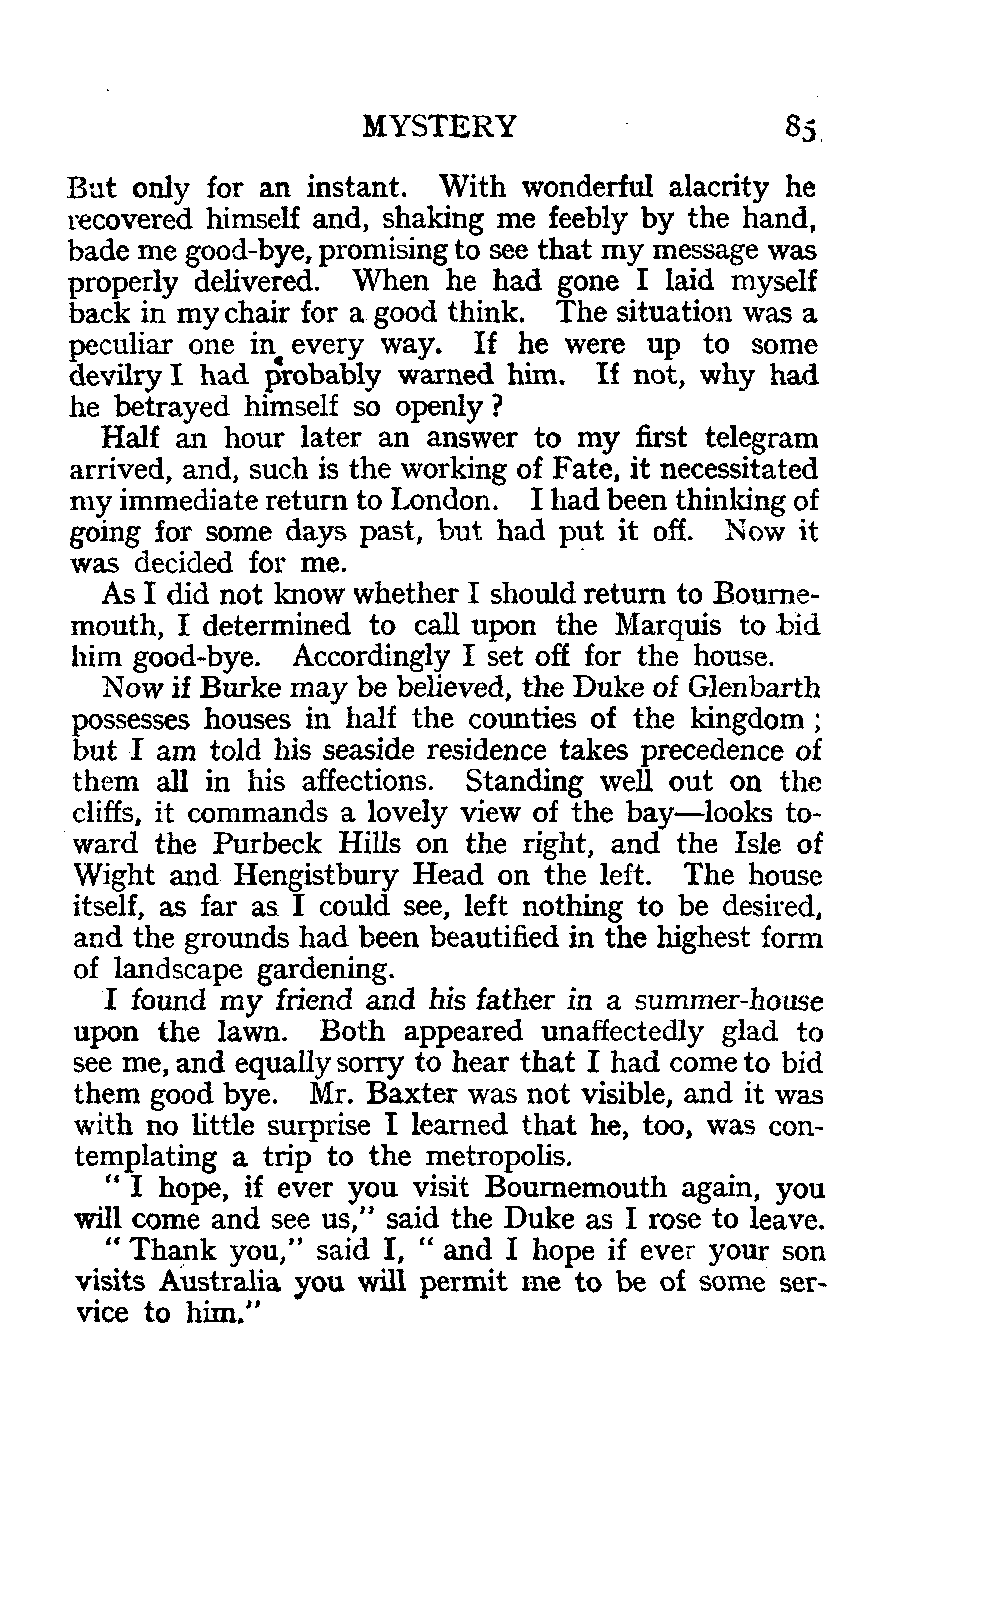 MYSTERY 85
But only for an instant. With wonderful alacrity he
recovered himself and, shaking me feebly by the hand,
bade me good-bye, promising to see that my message was
properly delivered. When he had gone I laid myself
back in my chair for a good think. The situation was a
peculiar one in every way. If he were up to some
devilry I had probably warned him. If not, why had
he betrayed himself so openly ?
Half an hour later an answer to my first telegram
arrived, and, such is the working of Fate, it necessitated
my immediate return to London. I had been thinking of
going for some days past, but had put it off. Now it
was decided for me.
As I did not know whether I should return to Bourne-
mouth, I determined to call upon the Marquis to bid
him good-bye. Accordingly I set off for the house.
Now if Burke may be believed, the Duke of Glenbarth
possesses houses in half the counties of the kingdom ;
but I am told his seaside residence takes precedence of
them all in his affections. Standing well out on the
cliffs, it commands a lovely view of the bay—looks to-
ward the Purbeck Hills on the right, and the Isle of
Wight and Hengistbury Head on the left. The house
itself, as far as I could see, left nothing to be desired,
and the grounds had been beautified in the highest form
of landscape gardening.
I found my friend and his father in a summer-house
upon the lawn. Both appeared unaffectedly glad to
see me, and equally sorry to hear that I had come to bid
them good bye. Mr. Baxter was not visible, and it was
with no little surprise I learned that he, too, was con-
templating a trip to the metropolis.
“ I hope, if ever you visit Bournemouth again, you
will come and see us,” said the Duke as I rose to leave.
“ Thank you,” said I, “ and I hope if ever your son
visits Australia you will permit me to be of some ser-
vice to him.”